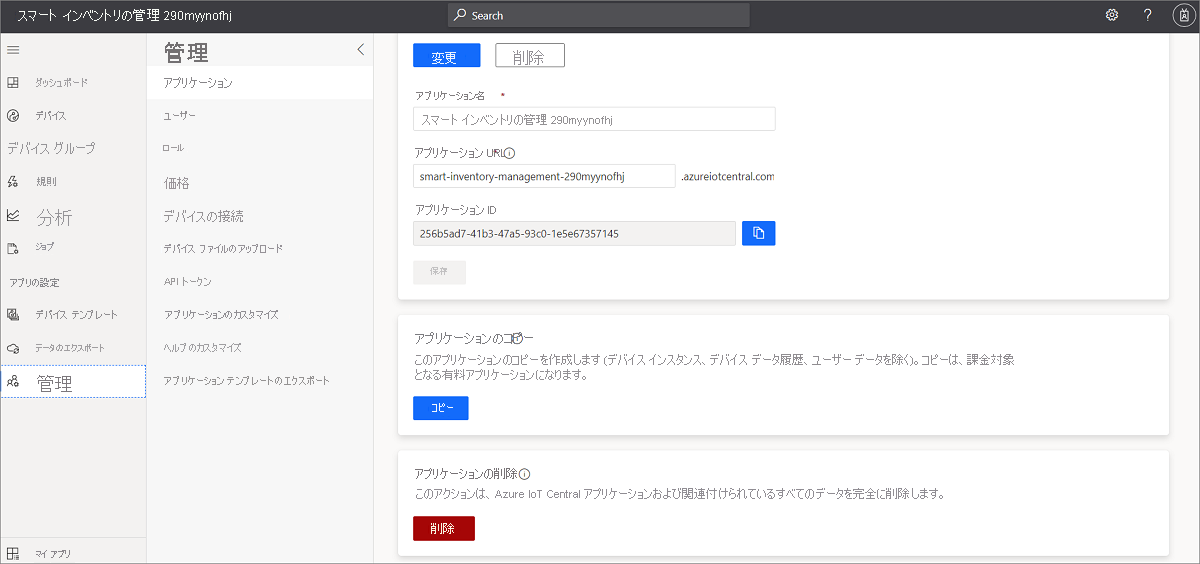 スマート インベントリの管理 290myynofhj
Search
ダッシュボード
デバイス
デバイス グループ
規則
分析
ジョブ
アプリの設定
デバイス テンプレート
データのエクスポート
管理
マイ アプリ
管理
アプリケーション
ユーザー
ロール
価格
デバイスの接続
デバイス ファイルのアップロード
API トークン
アプリケーションのカスタマイズ
ヘルプのカスタマイズ
アプリケーション テンプレートのエクスポート
変更
削除
アプリケーション名 *
スマート インベントリの管理 290myynofhj
アプリケーション URL *
smart-inventory-management-290myynofhj .azureiotcentral.com
アプリケーション ID
256b5ad7-41b3-47a5-93c0-1e5e67357145
保存
アプリケーションのコピー
このアプリケーションのコピーを作成します (デバイス インスタンス、デバイス データ履歴、ユーザー データを除く)。コピーは、課金対象
となる有料アプリケーションになります。
コピー
アプリケーションの削除
このアクションは、Azure IoT Central アプリケーションおよび関連付けられているすべてのデータを完全に削除します。
削除